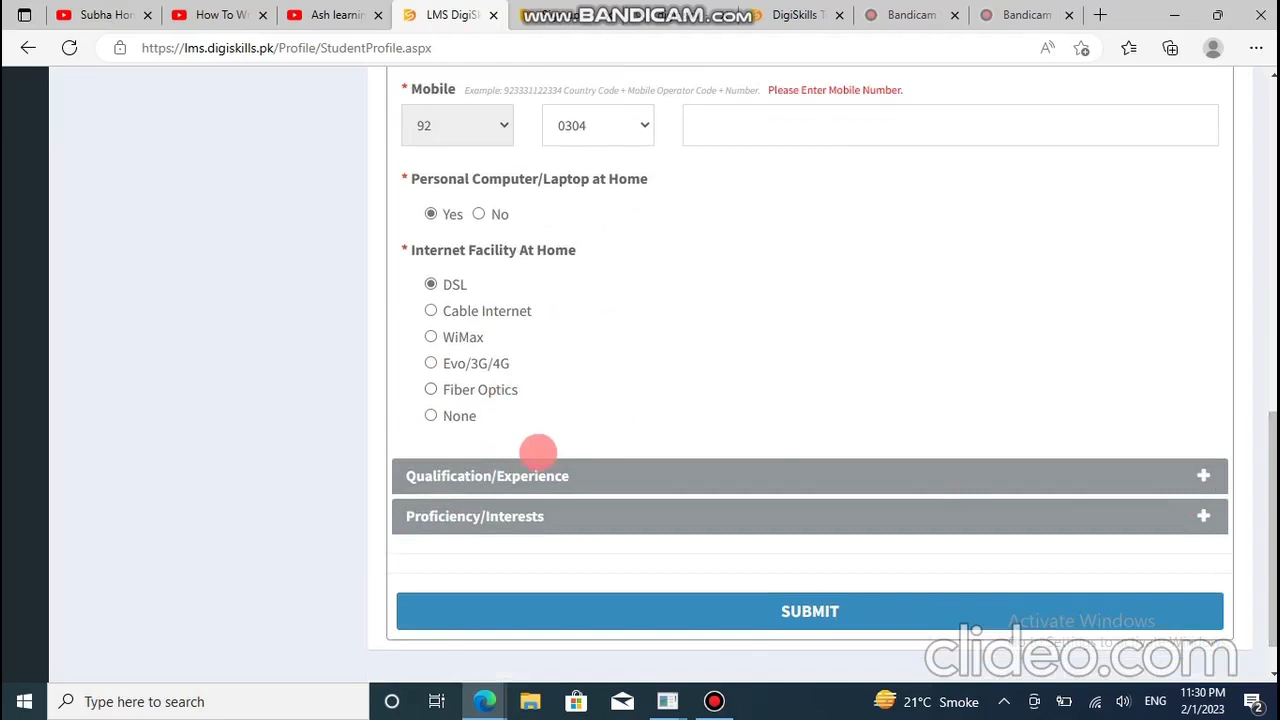 Suba Hon
How To Wr
Ash learnin
LMS DigiSk
WWW.BANDICAM.COM
DigiSkills T
Bandicam
Bandicam
https://lms.digiskills.pk/Profile/StudentProfile.aspx
* Mobile Example: 923331122334 Country Code + Mobile Operator Code + Number. Please Enter Mobile Number.
92 0304
* Personal Computer/Laptop at Home
Yes No
* Internet Facility At Home
DSL
Cable Internet
WiMax
Evo/3G/4G
Fiber Optics
None
Qualification/Experience
Proficiency/Interests
SUBMIT
Activate Windows
clideo.com
Type here to search
21°C Smoke
ENG
11:30 PM
2/1/2023
2